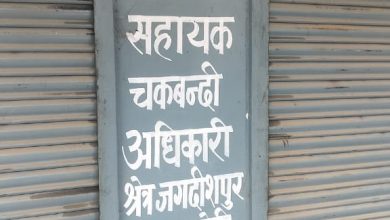 सहायक
चकबन्दी
अधिकारी
श्रेत्र जगदीशपुर